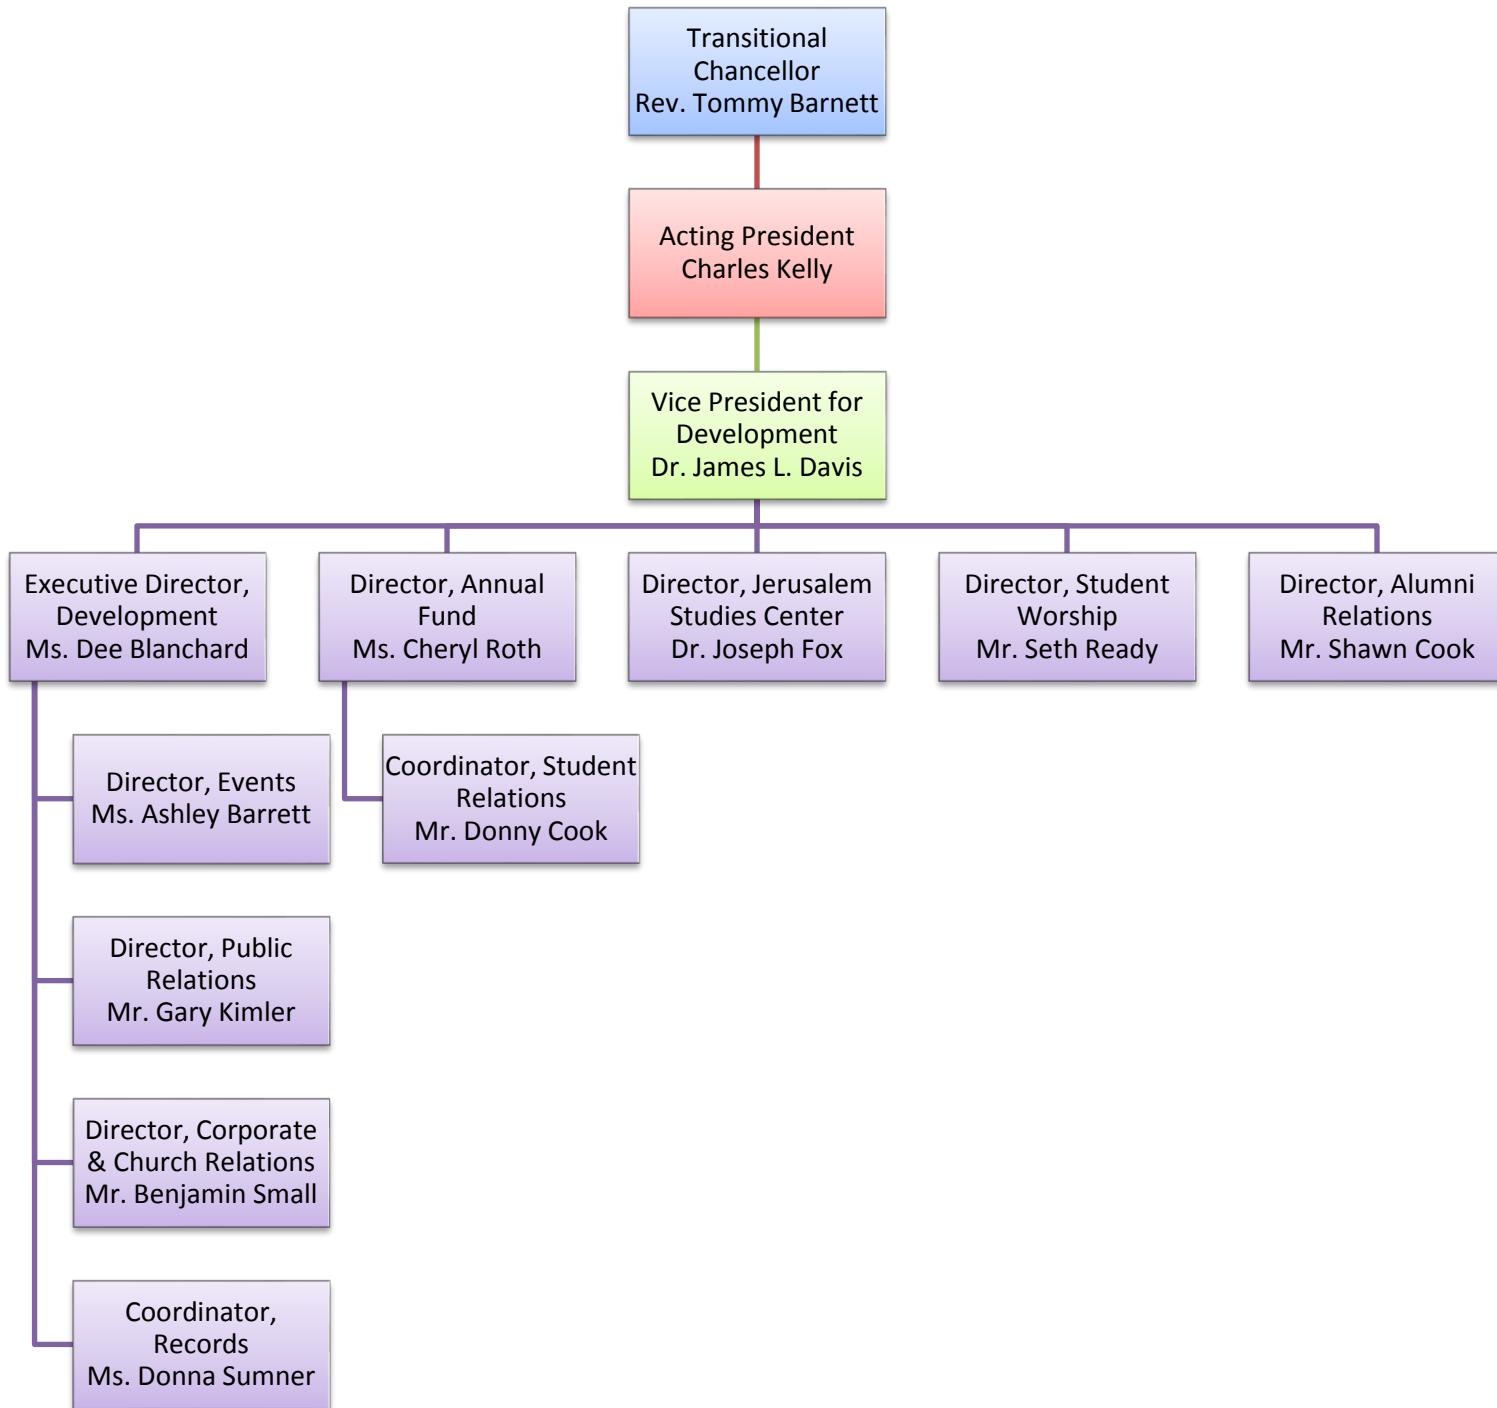 Transitional
Chancellor
Rev. Tommy Barnett
Acting President
Charles Kelly
Vice President for
Development
Dr. James L. Davis
Executive Director,
Development
Ms. Dee Blanchard
Director, Annual
Fund
Ms. Cheryl Roth
Director, Jerusalem
Studies Center
Dr. Joseph Fox
Director, Student
Worship
Mr. Seth Ready
Director, Alumni
Relations
Mr. Shawn Cook
Director, Events
Ms. Ashley Barrett
Coordinator, Student
Relations
Mr. Donny Cook
Director, Public
Relations
Mr. Gary Kimler
Director, Corporate
& Church Relations
Mr. Benjamin Small
Coordinator,
Records
Ms. Donna Sumner